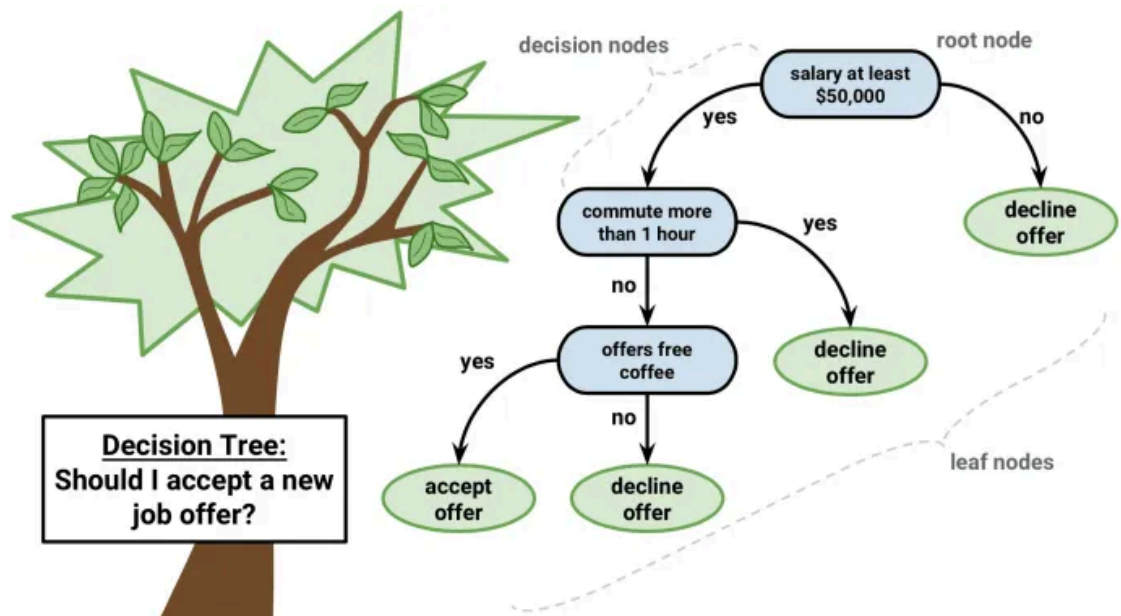 decision nodes
root node
salary at least
$50,000
yes
no
commute more
than 1 hour
yes
decline
offer
no
offers free
coffee
decline
offer
yes
no
Decision Tree:
Should I accept a new
job offer?
accept
offer
decline
offer
leaf nodes